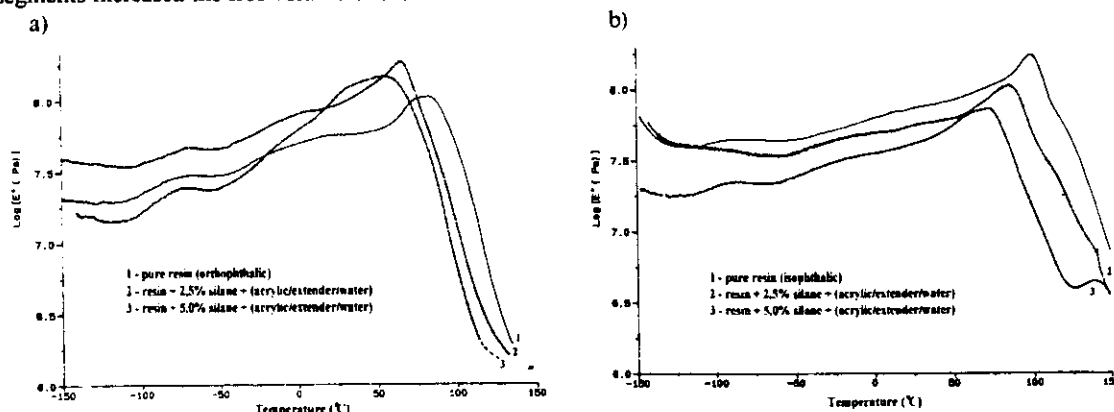 segments increased the free
a)
b)
8.0
7.5
7.0
6.5
6.0
Log[E" ( Pa)]
1 - pure resin (orthophthalic)
2 - resin + 2,5% silane + (acrylic/extender/water)
3 - resin + 5,0% silane + (acrylic/extender/water)
1
2
3
-150 -100 -50 0 50 100 150
Temperature (℃)
8.0
7.5
7.0
6.5
6.0
Log[E" ( Pa)]
1 - pure resin (isophthalic)
2 - resin + 2,5% silane + (acrylic/extender/water)
3 - resin + 5,0% silane + (acrylic/extender/water)
1
3
-100 -50 0 50 100
Temperature (℃)